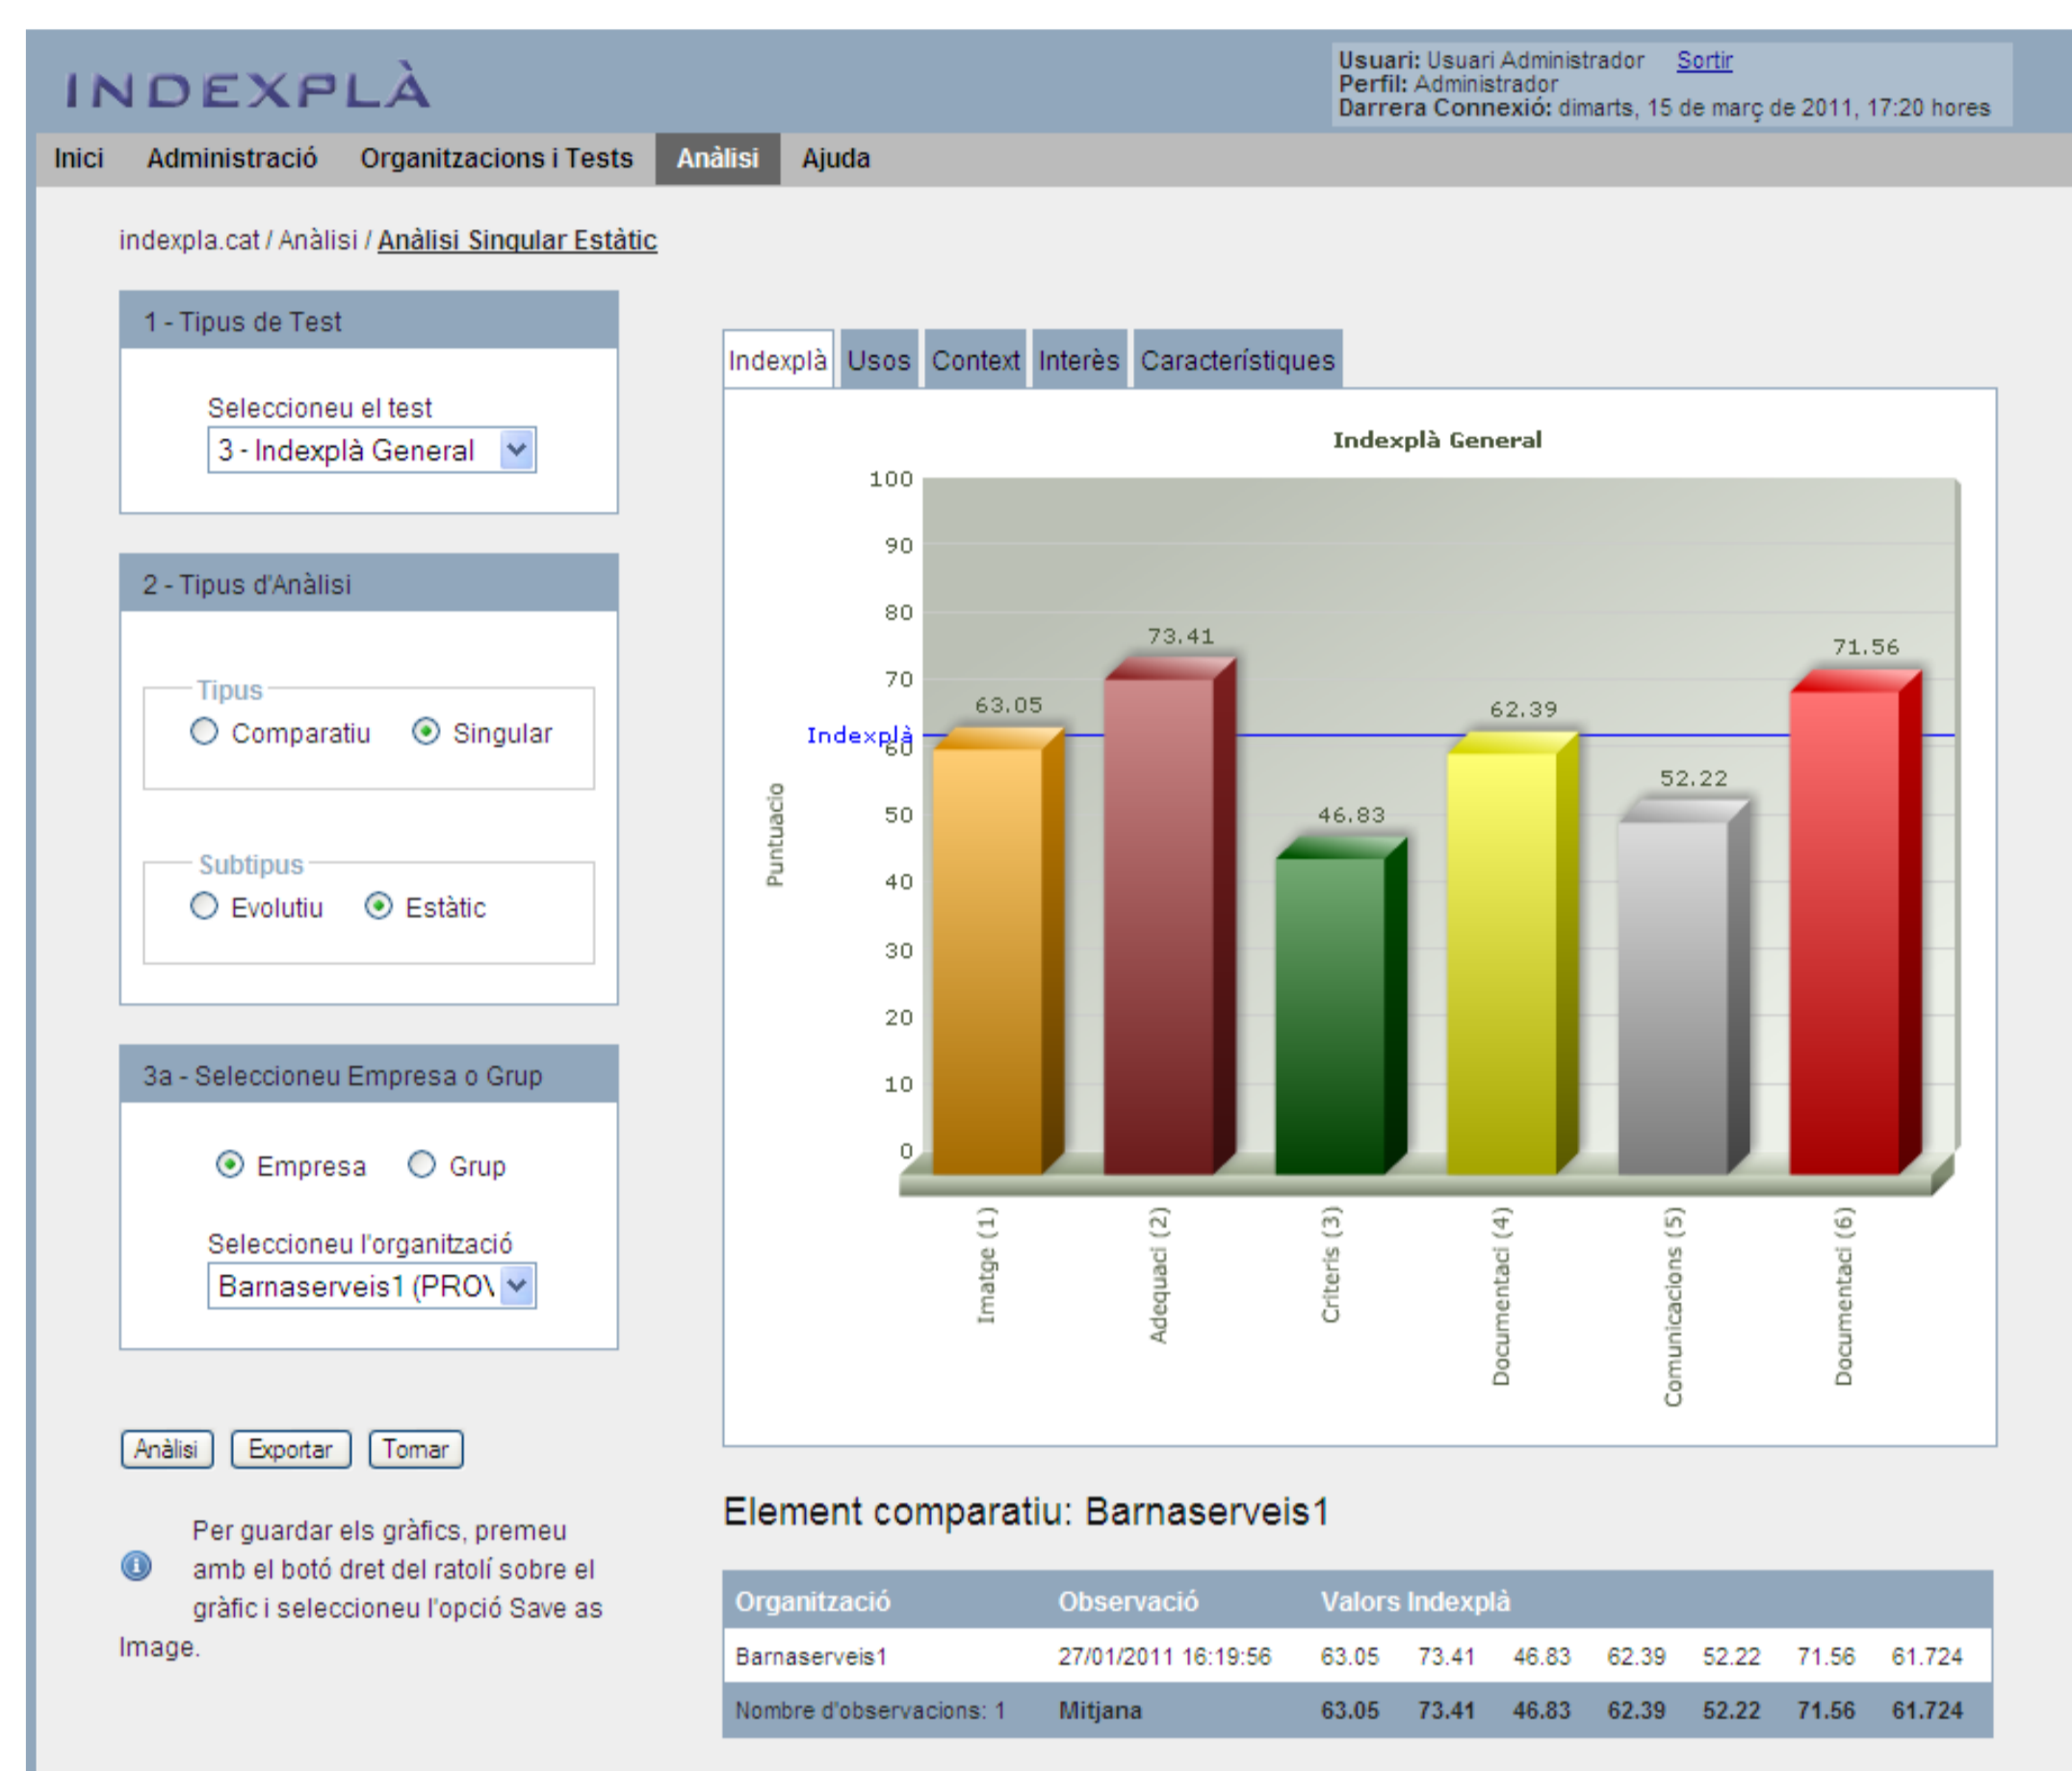 INDEXPLÀ
Usuari: Usuari Administrador Sortir
Perfil: Administrador
Darrera Connexió: dimarts, 15 de març de 2011, 17:20 hores
Inici Administració Organitzacions i Tests Anàlisi Ajuda
indexpla.cat / Anàlisi / Anàlisi Singular Estàtic
1 - Tipus de Test
Seleccioneu el test
3 - Indexplà General
2 - Tipus d'Anàlisi
Tipus
Comparatiu Singular
Subtipus
Evolutiu Estàtic
3a - Seleccioneu Empresa o Grup
Empresa Grup
Seleccioneu l'organització
Barnaserveis1 (PROV
Anàlisi Exportar Tornar
Per guardar els gràfics, premeu
amb el botó dret del ratolí sobre el
gràfic i seleccioneu l'opció Save as
Image.
Indexplà Usos Context Interès Característiques
Indexplà General
Puntuacio
100
90
80
70
60
50
40
30
20
10
0
Indexplà
63.05
73.41
46.83
62.39
52.22
71.56
Imatge (1)
Adequaci (2)
Criteris (3)
Documentaci (4)
Comunicacions (5)
Documentaci (6)
Element comparatiu: Barnaserveis1
Organització Observació Valors Indexplà
Barnaserveis1 27/01/2011 16:19:56 63.05 73.41 46.83 62.39 52.22 71.56 61.724
Nombre d'observacions: 1 Mitjana 63.05 73.41 46.83 62.39 52.22 71.56 61.724